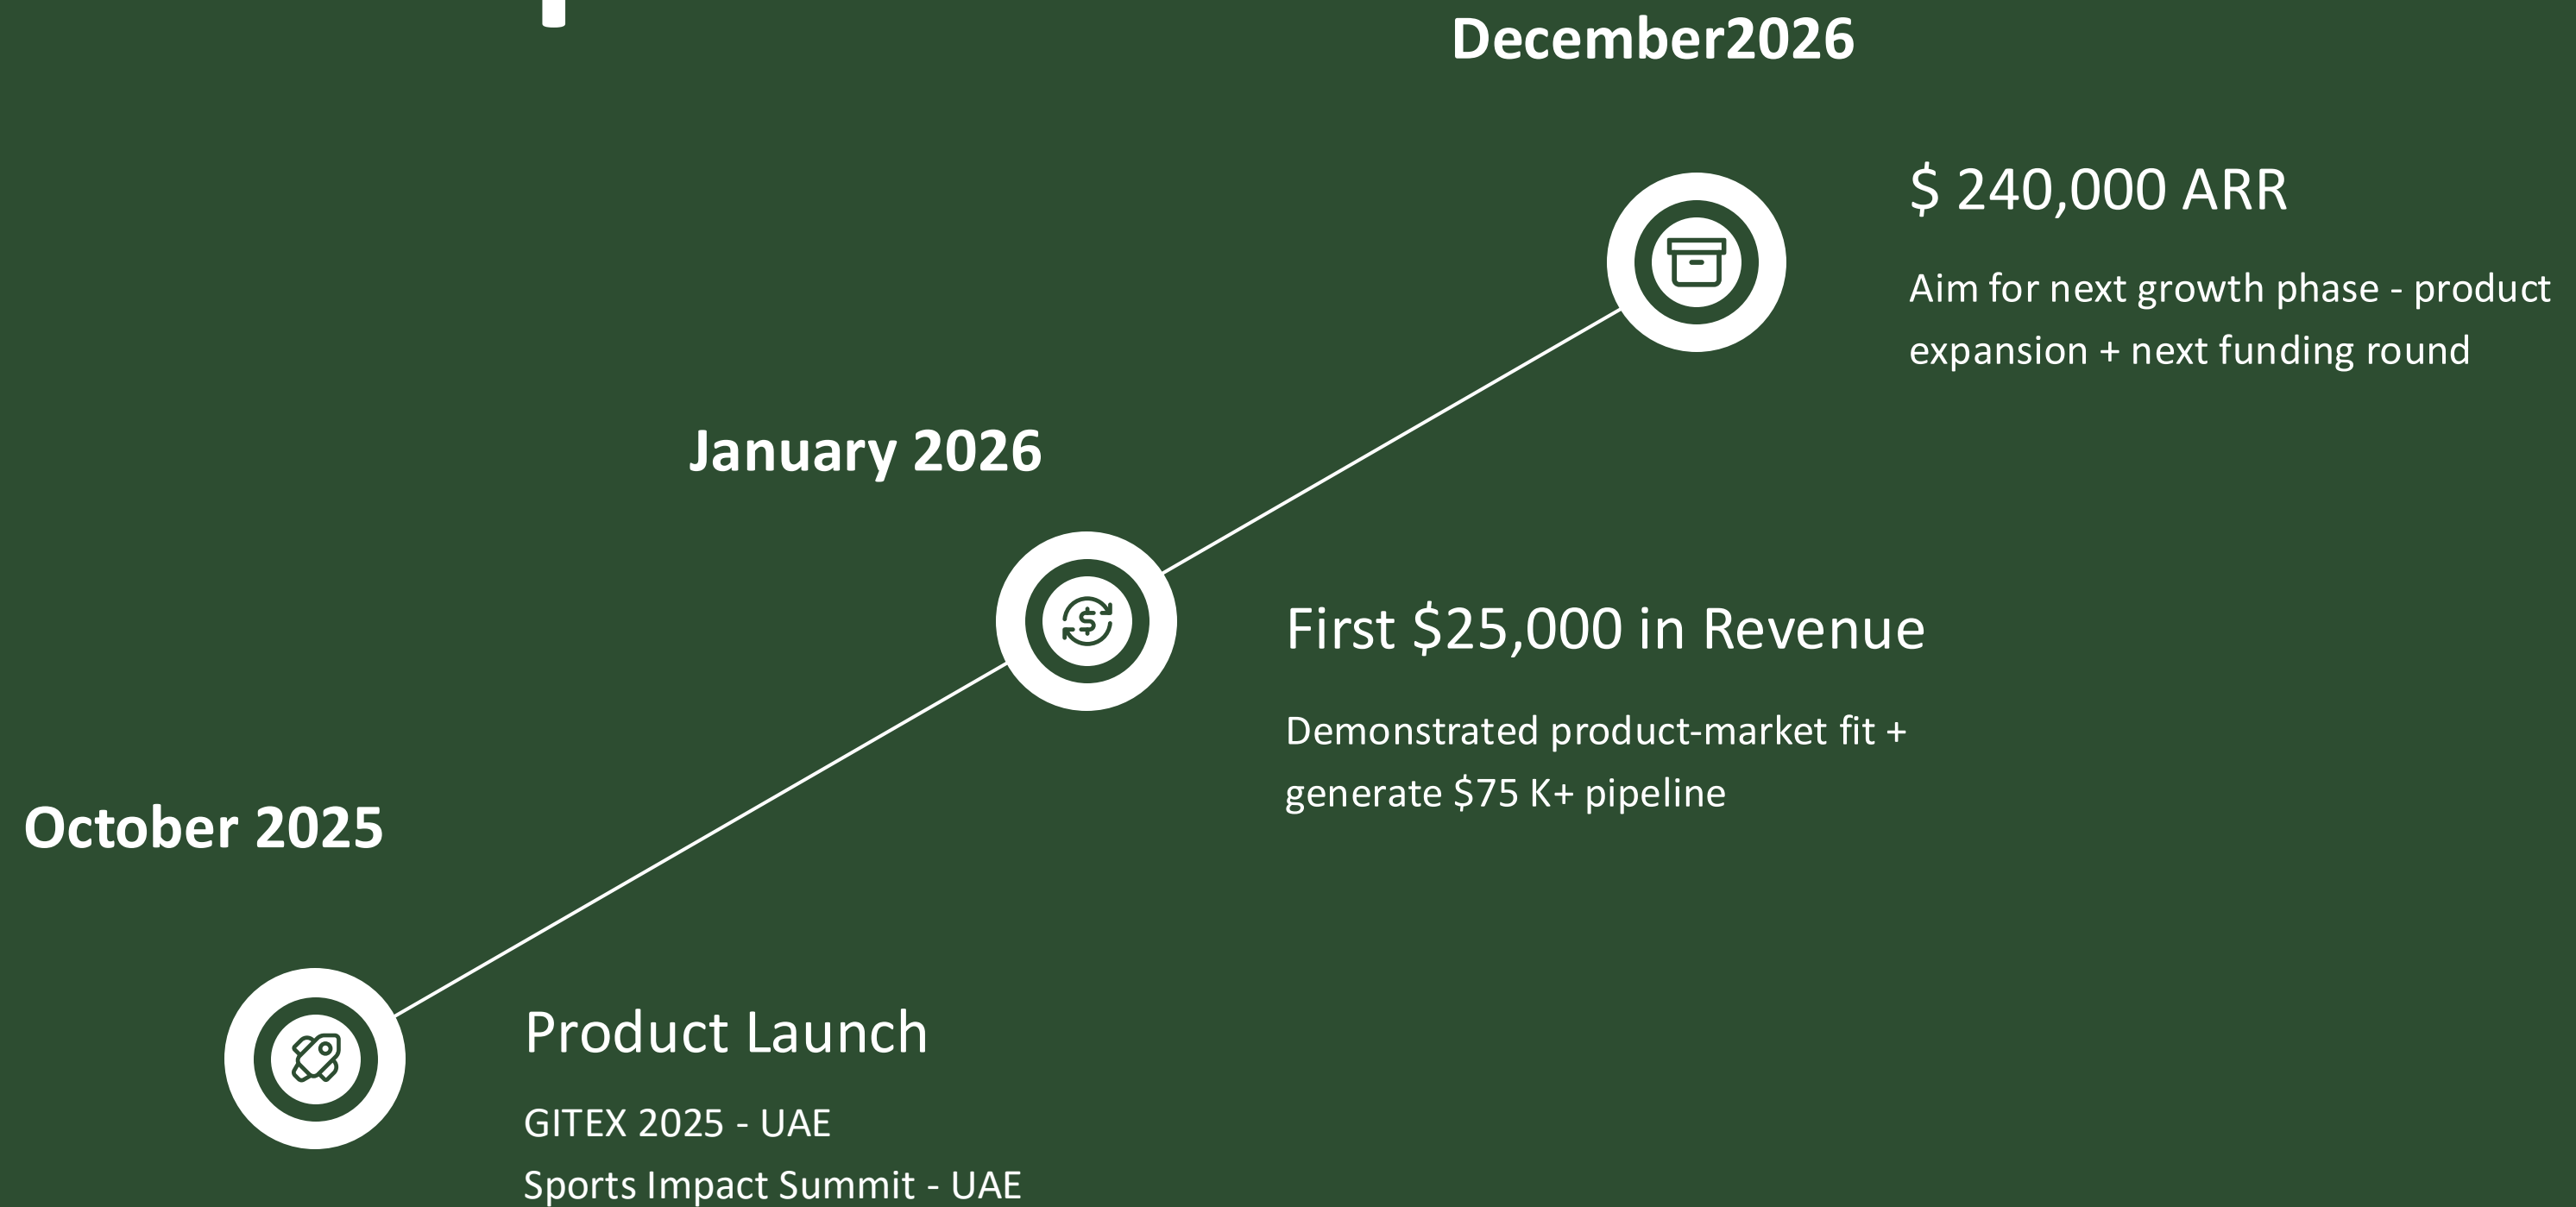 December2026
$ 240,000 ARR
Aim for next growth phase - product
expansion + next funding round
January 2026
First $25,000 in Revenue
Demonstrated product-market fit +
generate $75 K+ pipeline
October 2025
Product Launch
GITEX 2025 - UAE
Sports Impact Summit - UAE